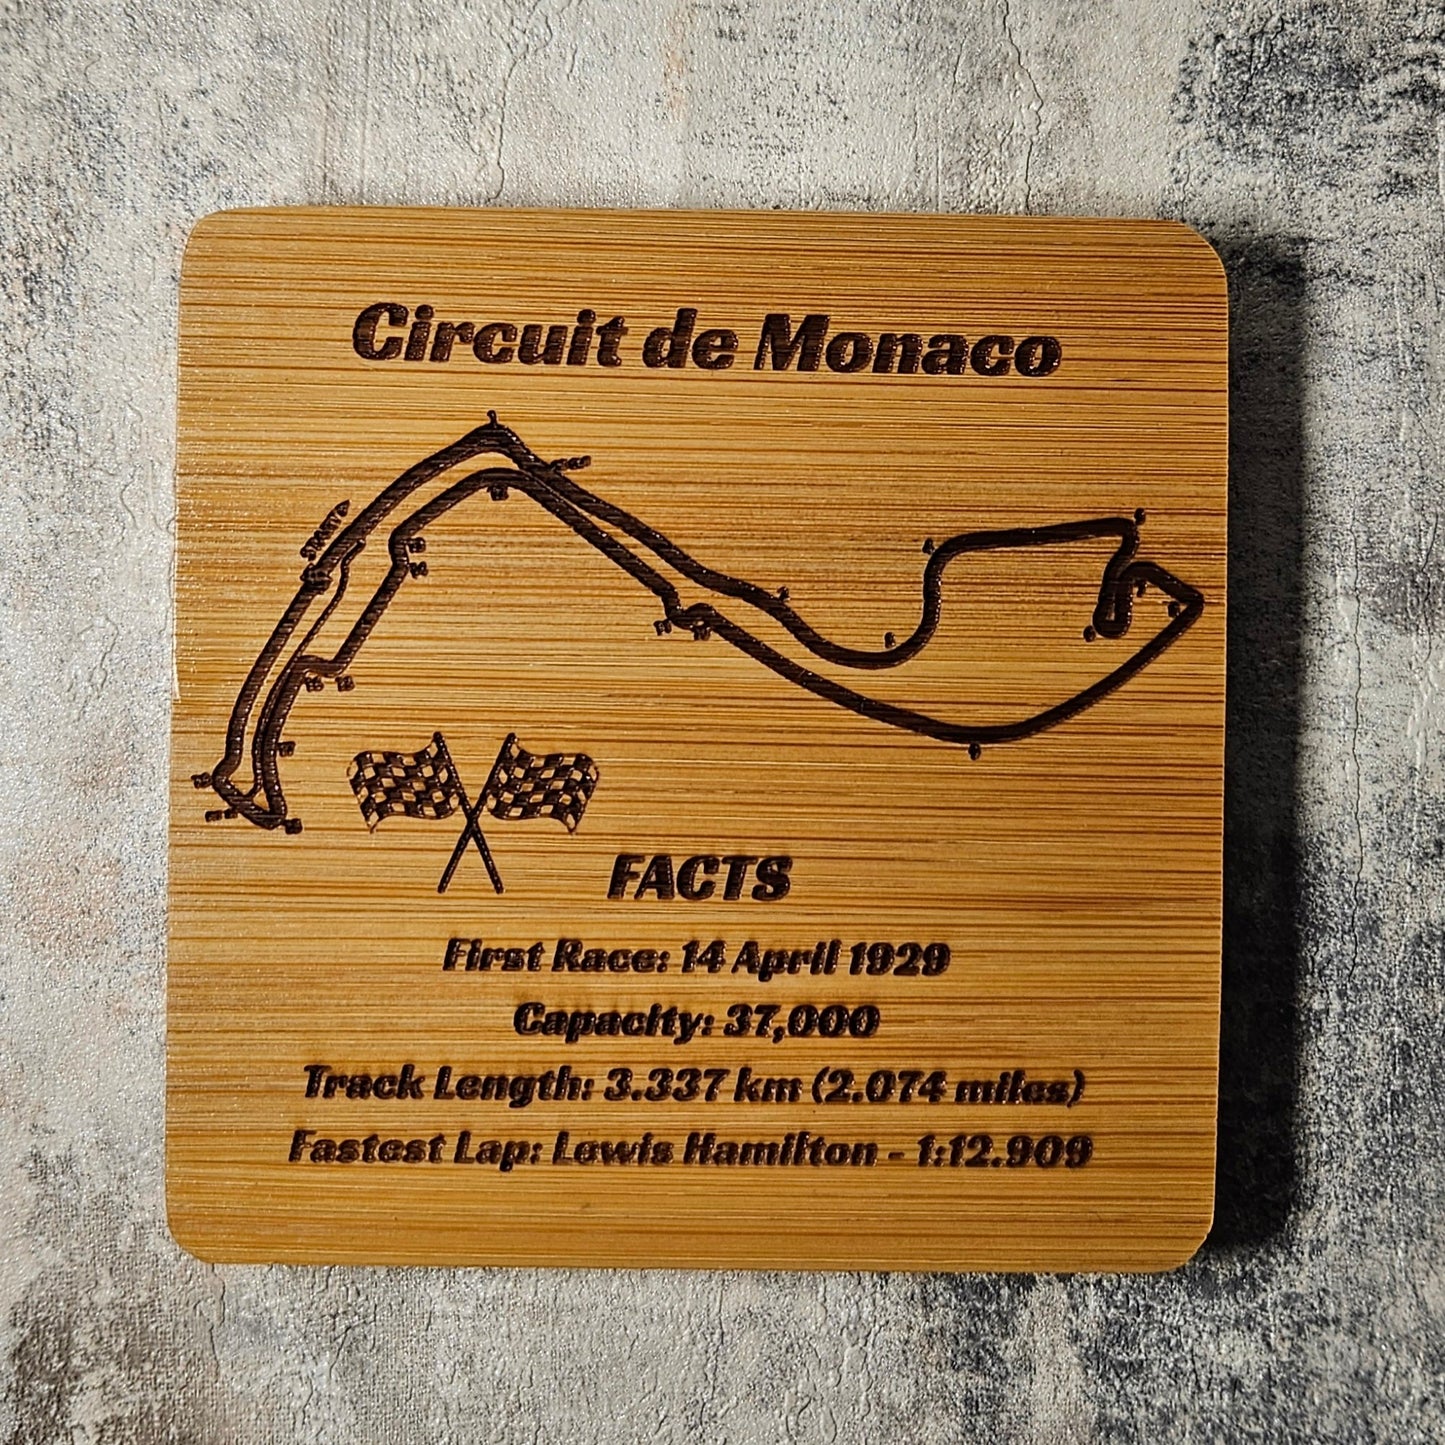 Circuit de Monaco
START
FACTS
First Race: 14 April 1929
Capacity: 37,000
Track Length: 3.337 km (2.074 miles)
Fastest Lap: Lewis Hamilton - 1:12.909